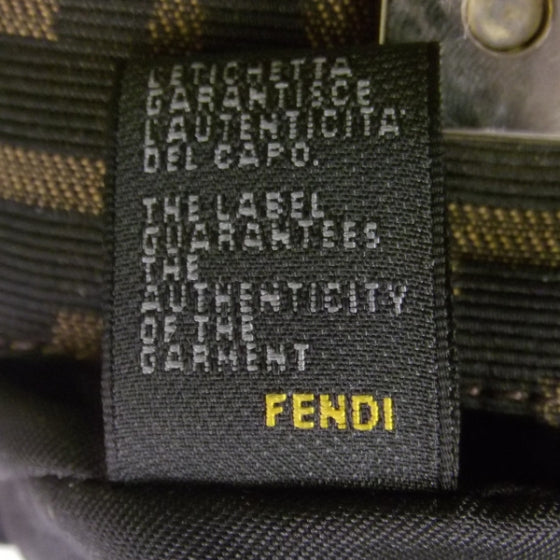 L'ETICHETTA
GARANTISCE
L'AUTENTICITA'
DEL CAPO.
THE LABEL
GUARANTEES
THE
AUTHENTICITY
OF THE
GARMENT
FENDI